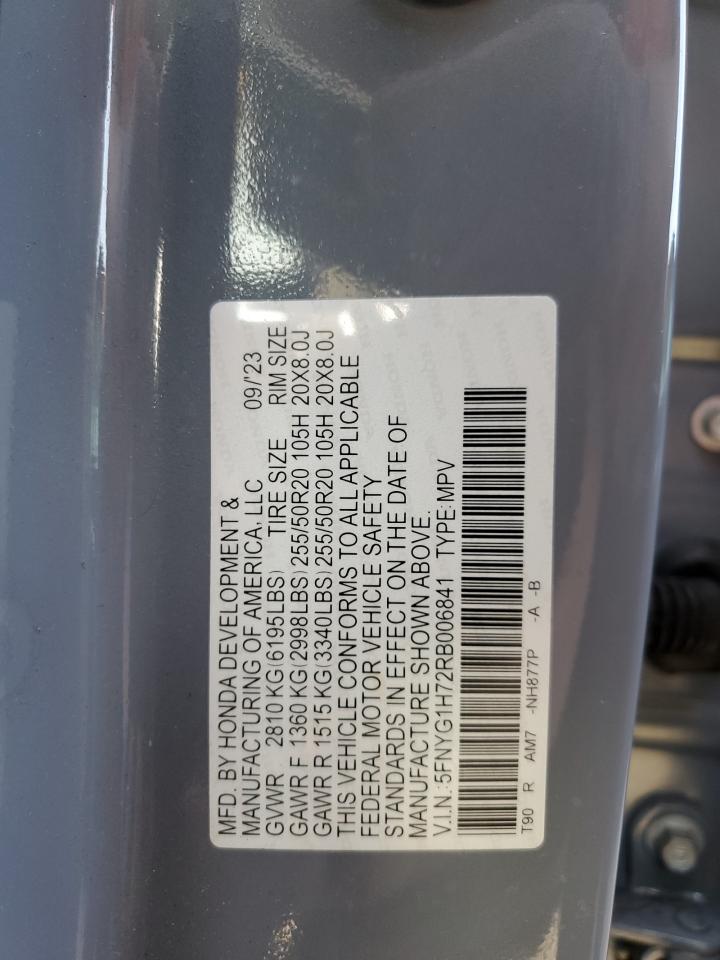 MFD. BY HONDA DEVELOPMENT &
MANUFACTURING OF AMERICA, LLC 09/'23
GVWR 2810 KG(6195LBS) TIRE SIZE RIM SIZE
GAWR F 1360 KG(2998LBS) 255/50R20 105H 20X8.0J
GAWR R 1515 KG(3340LBS) 255/50R20 105H 20X8.0J
THIS VEHICLE CONFORMS TO ALL APPLICABLE
FEDERAL MOTOR VEHICLE SAFETY
STANDARDS IN EFFECT ON THE DATE OF
MANUFACTURE SHOWN ABOVE.
V.I.N.:5FNYG1H72RB006841 TYPE:MPV
T90 R AM7 -NH877P -A -B